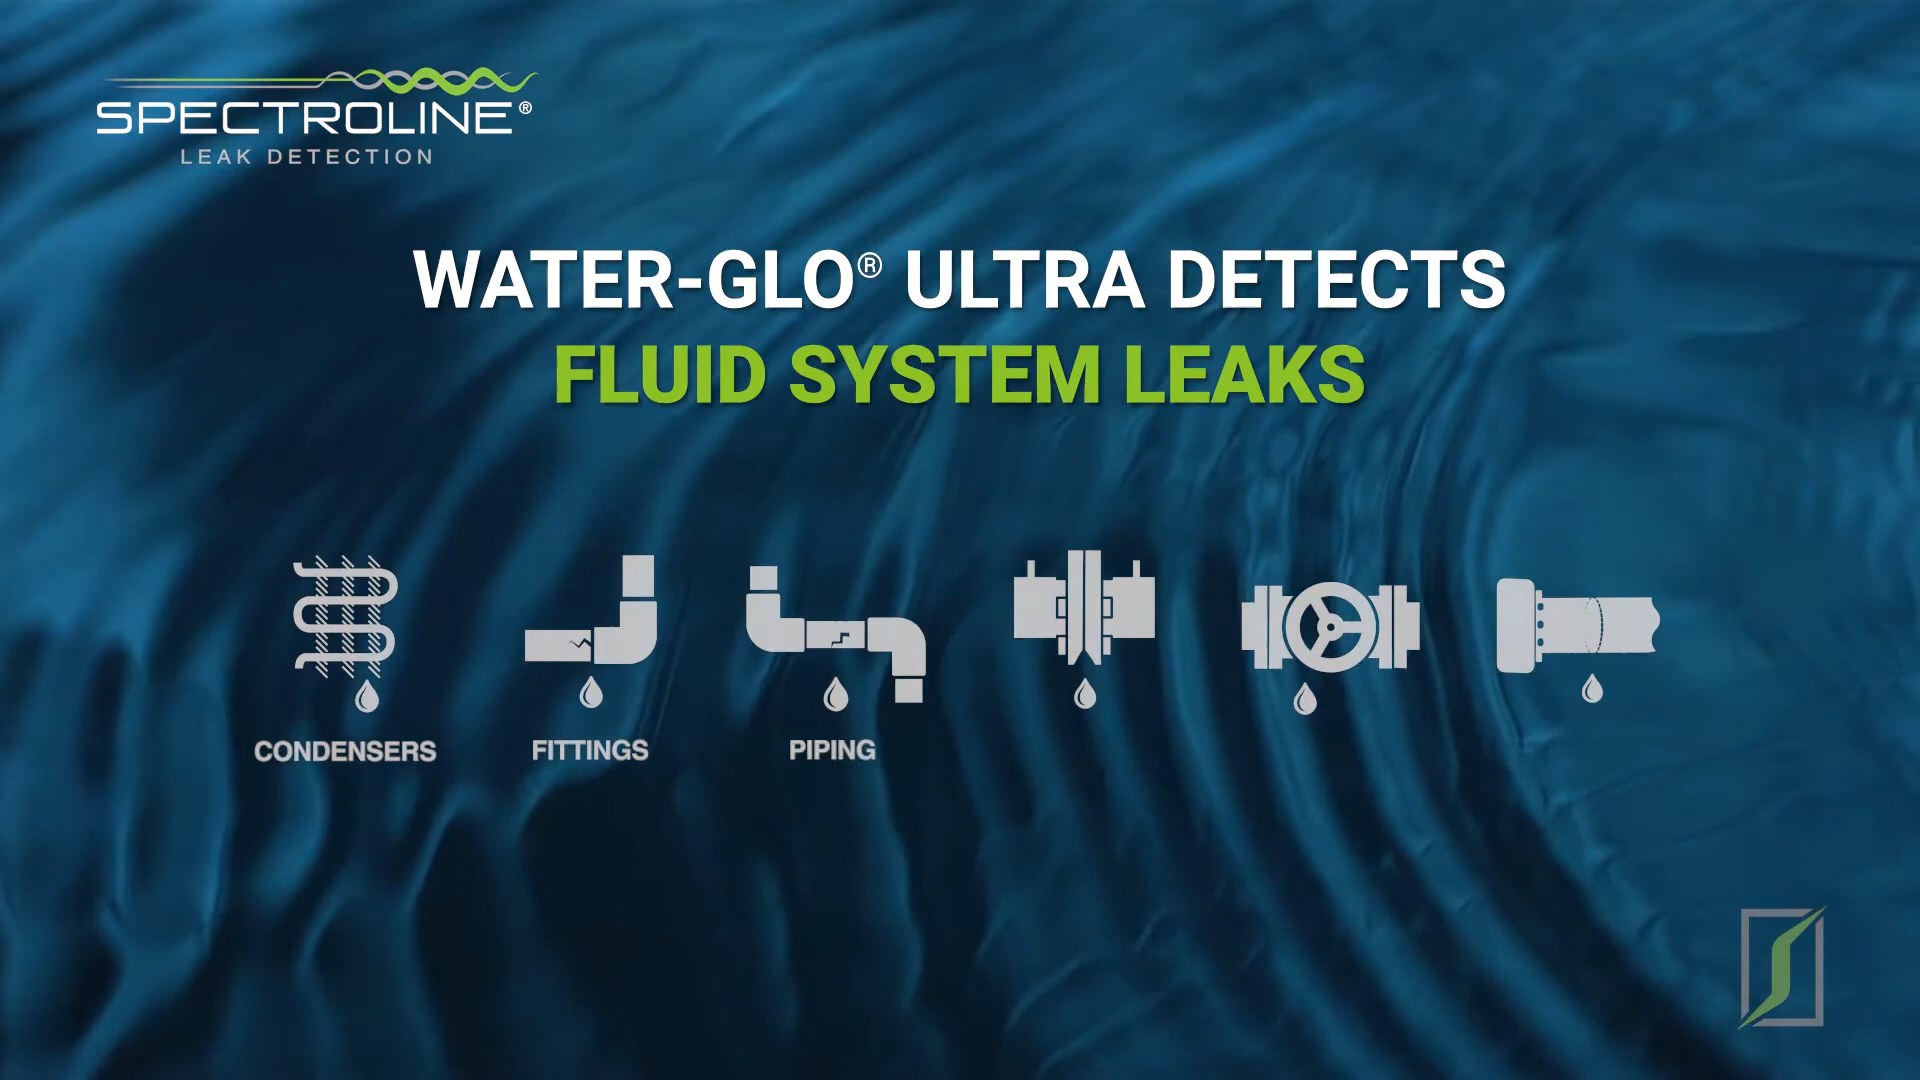 SPECTROLINE®
LEAK DETECTION
WATER-GLO® ULTRA DETECTS
FLUID SYSTEM LEAKS
CONDENSERS
FITTINGS
PIPING